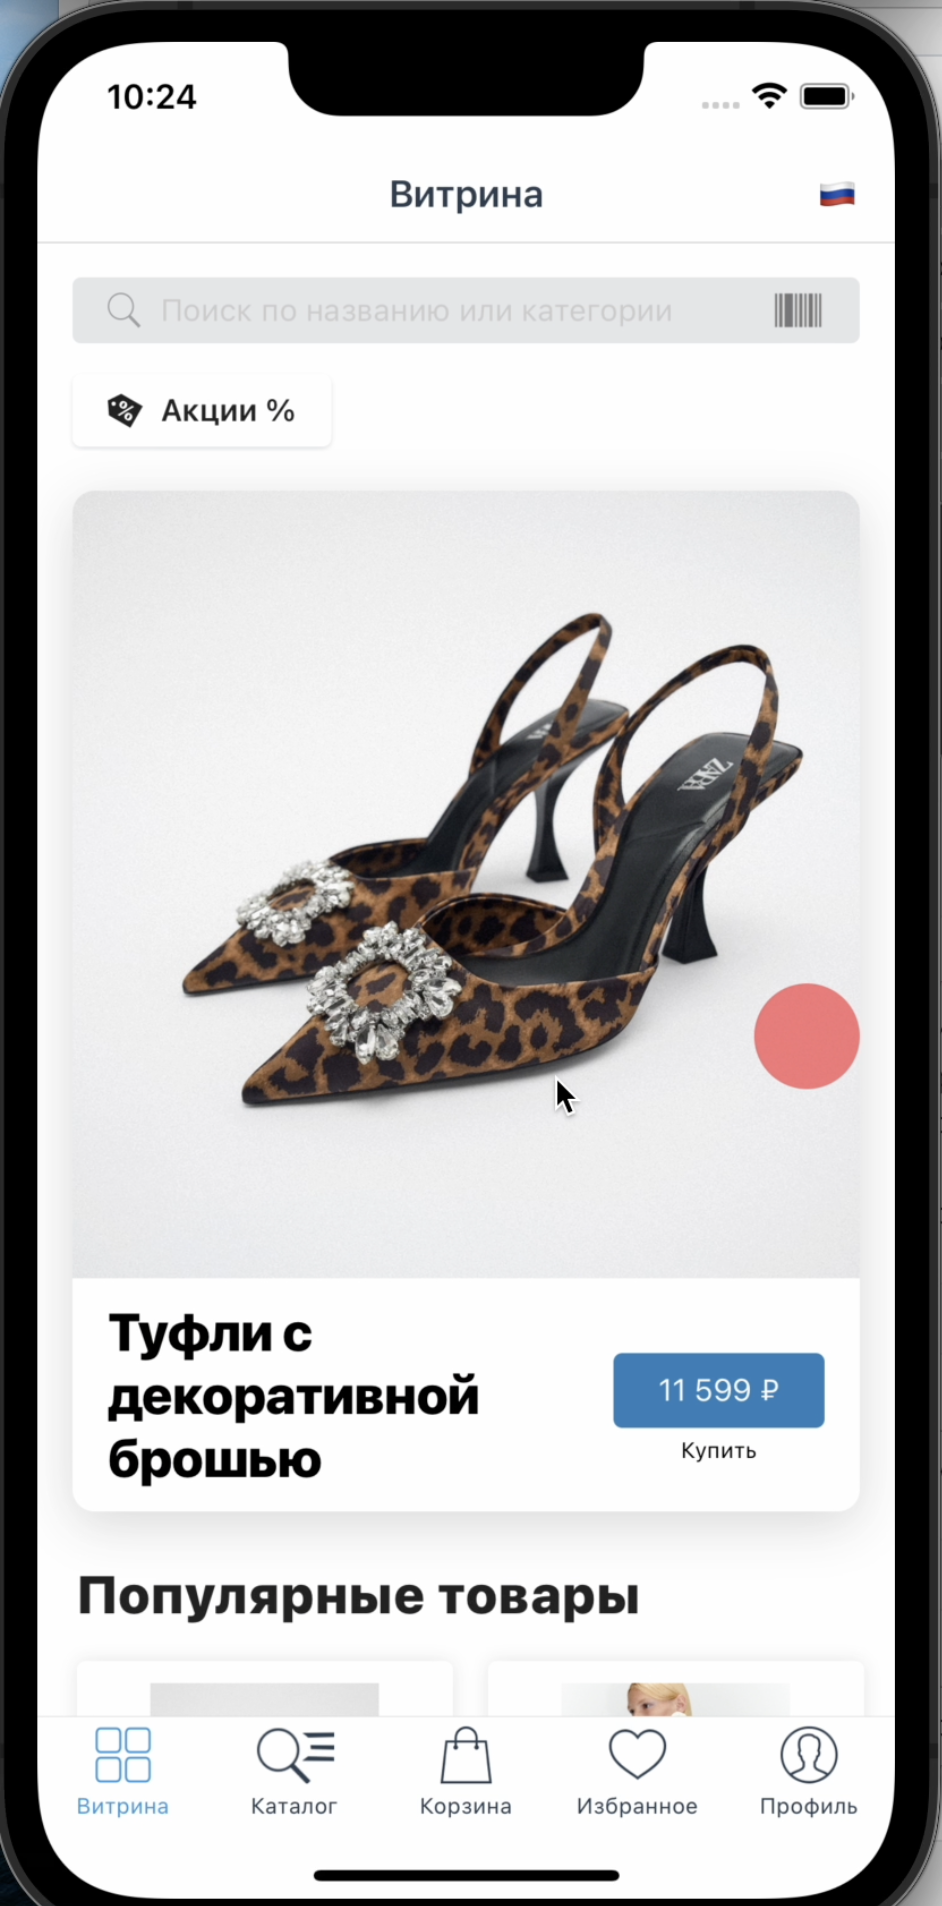 10:24
Витрина
Поиск по названию или категории
Акции %
ZARA
Туфли с
декоративной
брошью
11 599 ₽
Купить
Популярные товары
Витрина
Каталог
Корзина
Избранное
Профиль